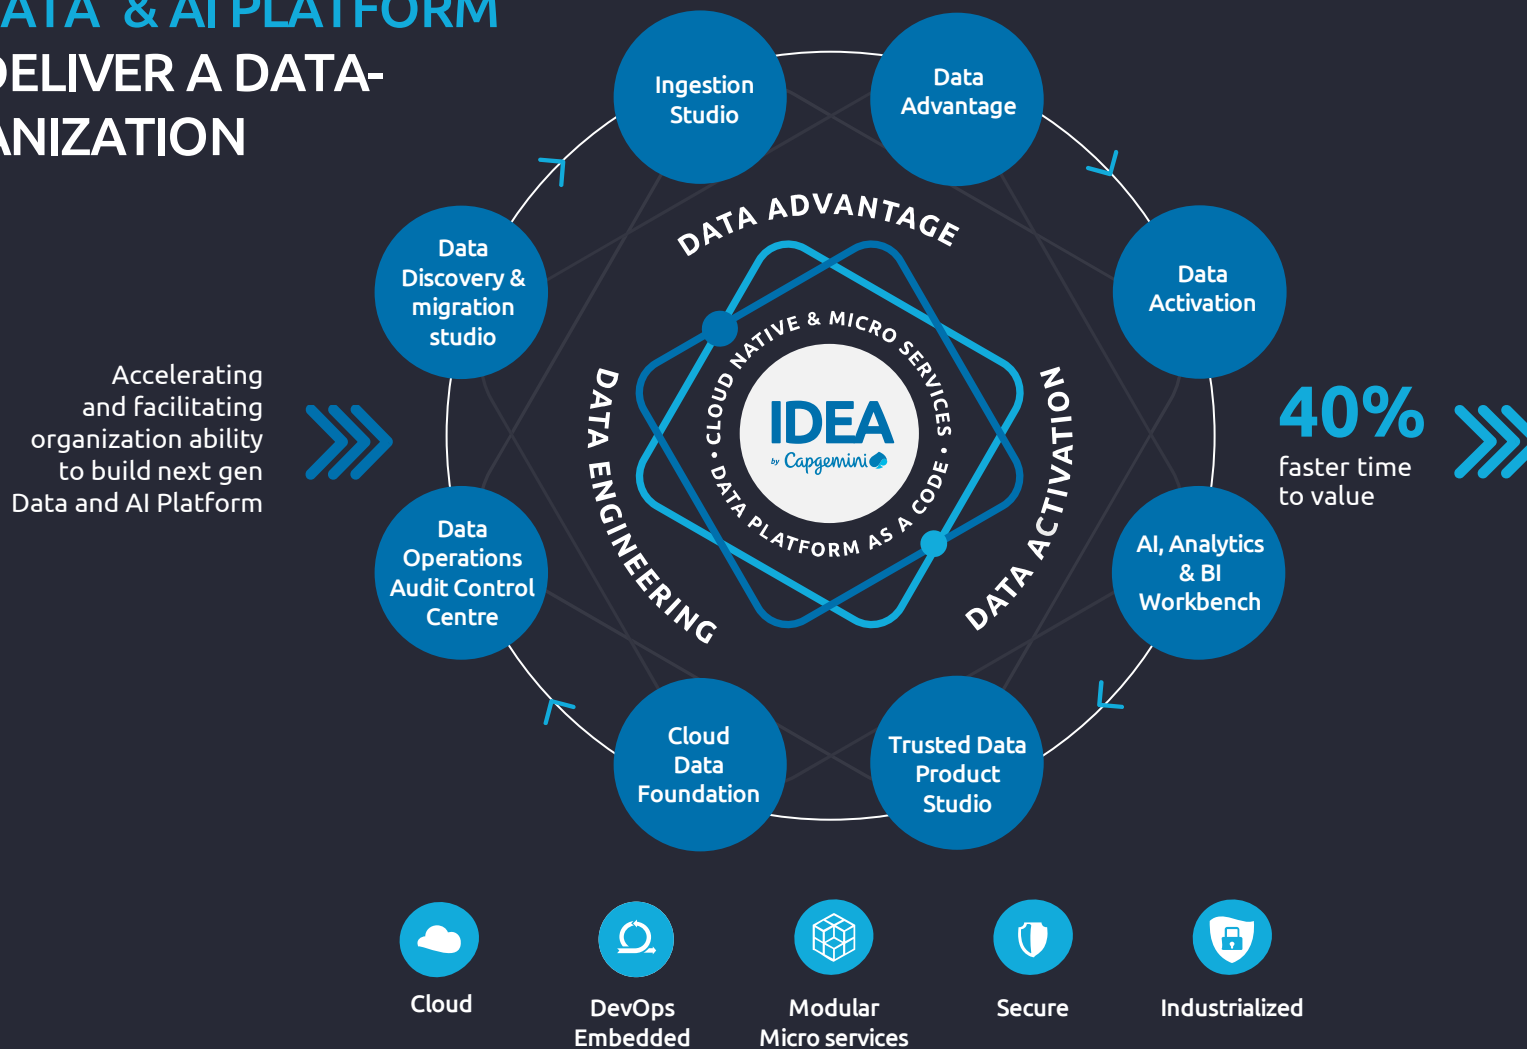 & AI PLATFORM
A DATA-
Ingestion
Studio
Data
Advantage
Data
Discovery &
migration
studio
Data
Activation
DATA ADVANTAGE
DATA ENGINEERING
DATA ACTIVATION
• CLOUD NATIVE & MICRO SERVICES •
DATA PLATFORM AS A CODE
IDEA
by Capgemini
Accelerating
and facilitating
organization ability
to build next gen
Data and AI Platform
40%
faster time
to value
Data
Operations
Audit Control
Centre
AI, Analytics
& BI
Workbench
Cloud
Data
Foundation
Trusted Data
Product
Studio
Cloud
DevOps
Embedded
Modular
Micro services
Secure
Industrialized